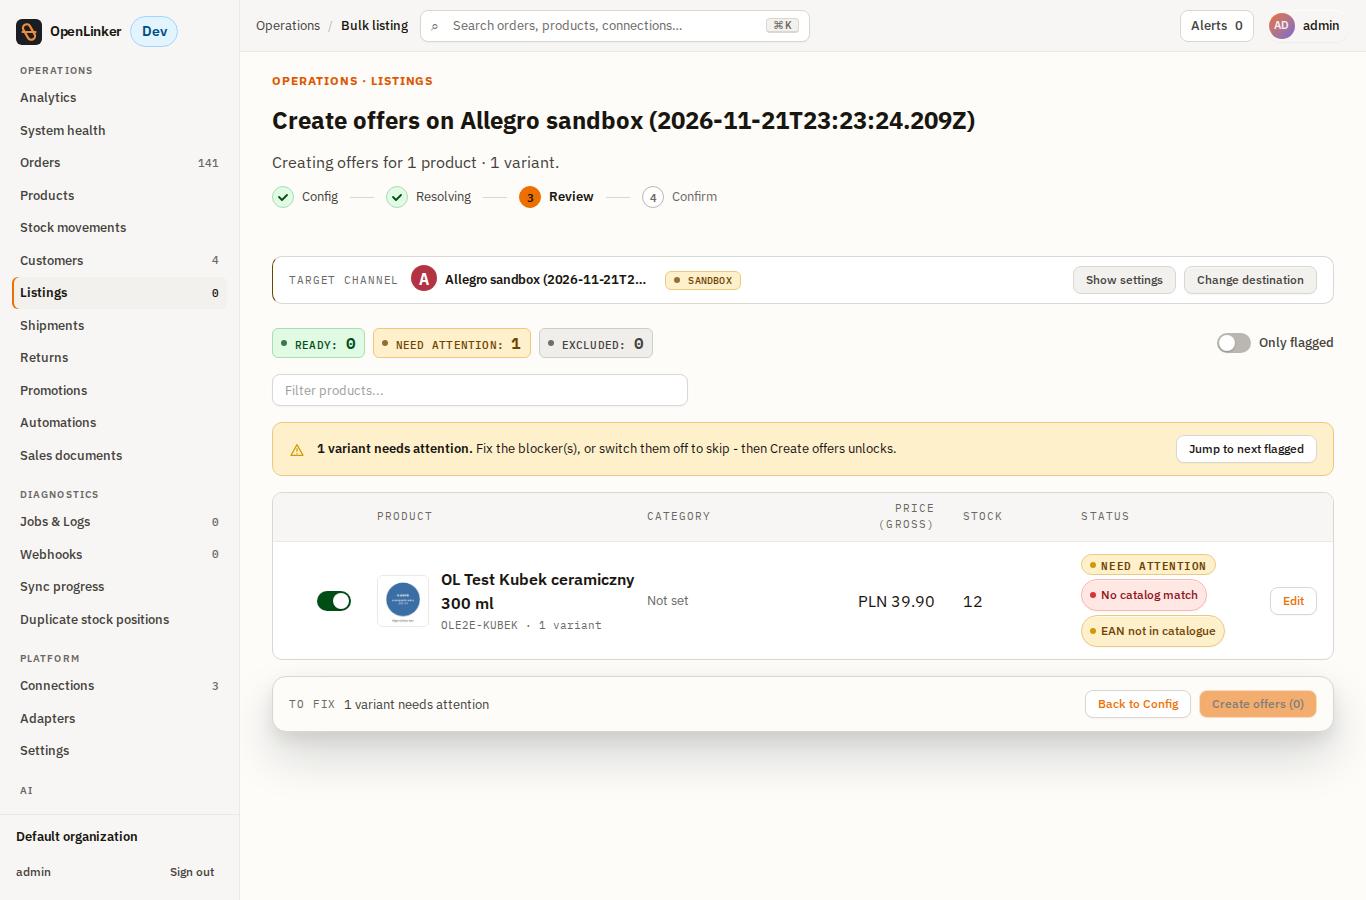 OpenLinker
Dev
OPERATIONS
Analytics
System health
Orders 141
Products
Stock movements
Customers 4
Listings 0
Shipments
Returns
Promotions
Automations
Sales documents
DIAGNOSTICS
Jobs & Logs 0
Webhooks 0
Sync progress
Duplicate stock positions
PLATFORM
Connections 3
Adapters
Settings
AI
Default organization
admin Sign out
Operations / Bulk listing
Search orders, products, connections... ⌘K
Alerts 0
AD admin
OPERATIONS · LISTINGS
Create offers on Allegro sandbox (2026-11-21T23:23:24.209Z)
Creating offers for 1 product · 1 variant.
Config Resolving 3 Review 4 Confirm
TARGET CHANNEL A Allegro sandbox (2026-11-21T2... SANDBOX Show settings Change destination
READY: 0 NEED ATTENTION: 1 EXCLUDED: 0 Only flagged
Filter products...
1 variant needs attention. Fix the blocker(s), or switch them off to skip - then Create offers unlocks. Jump to next flagged
PRODUCT CATEGORY PRICE (GROSS) STOCK STATUS
OL Test Kubek ceramiczny
300 ml
OLE2E-KUBEK · 1 variant
Not set
PLN 39.90
12
NEED ATTENTION
No catalog match
EAN not in catalogue
Edit
TO FIX 1 variant needs attention Back to Config Create offers (0)